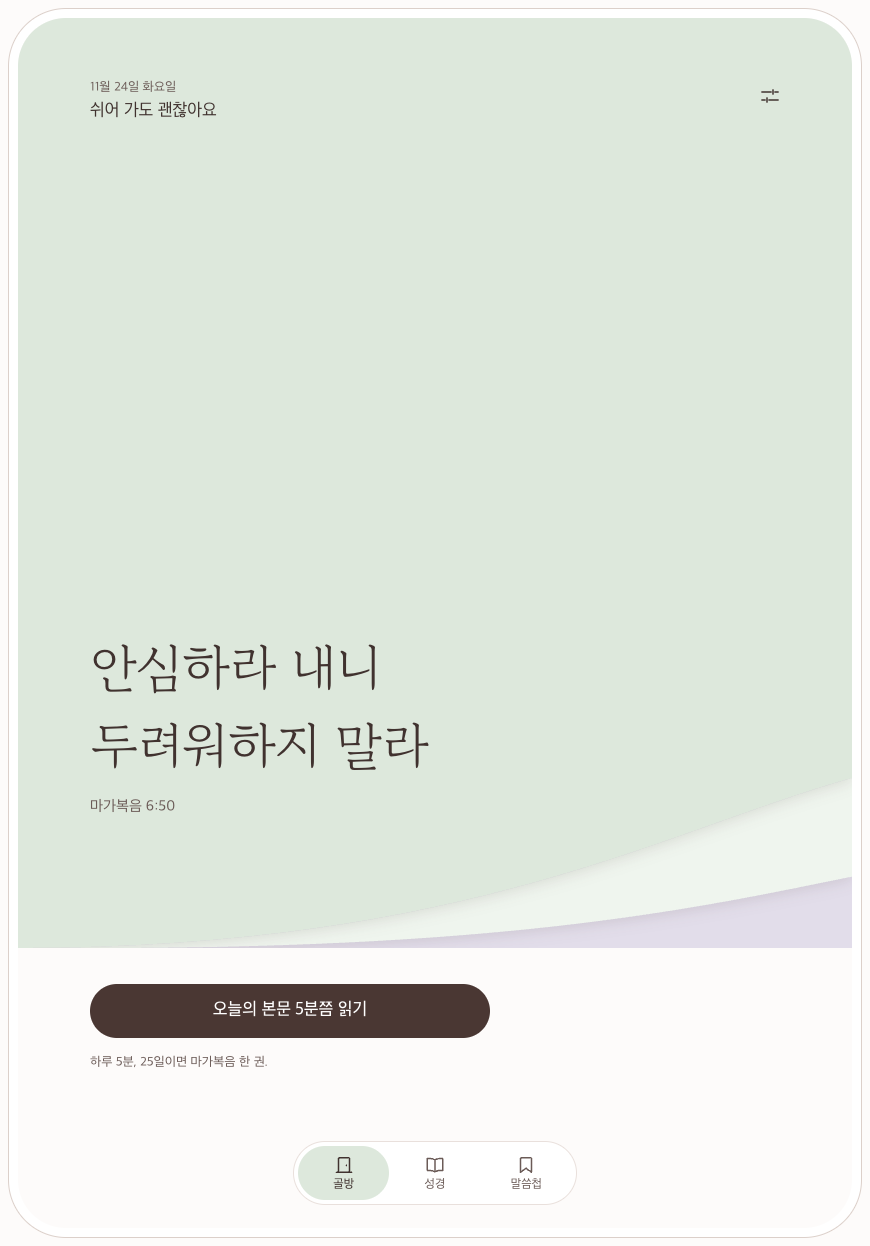 11월 24일 화요일
쉬어 가도 괜찮아요
안심하라 내니
두려워하지 말라
마가복음 6:50
오늘의 본문 5분쯤 읽기
하루 5분, 25일이면 마가복음 한 권.
골방
성경
말씀첩